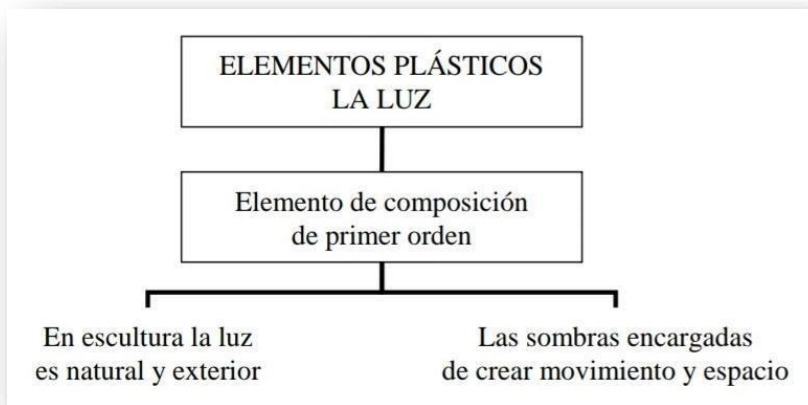 ELEMENTOS PLÁSTICOS
LA LUZ
Elemento de composición
de primer orden
En escultura la luz
es natural y exterior
Las sombras encargadas
de crear movimiento y espacio